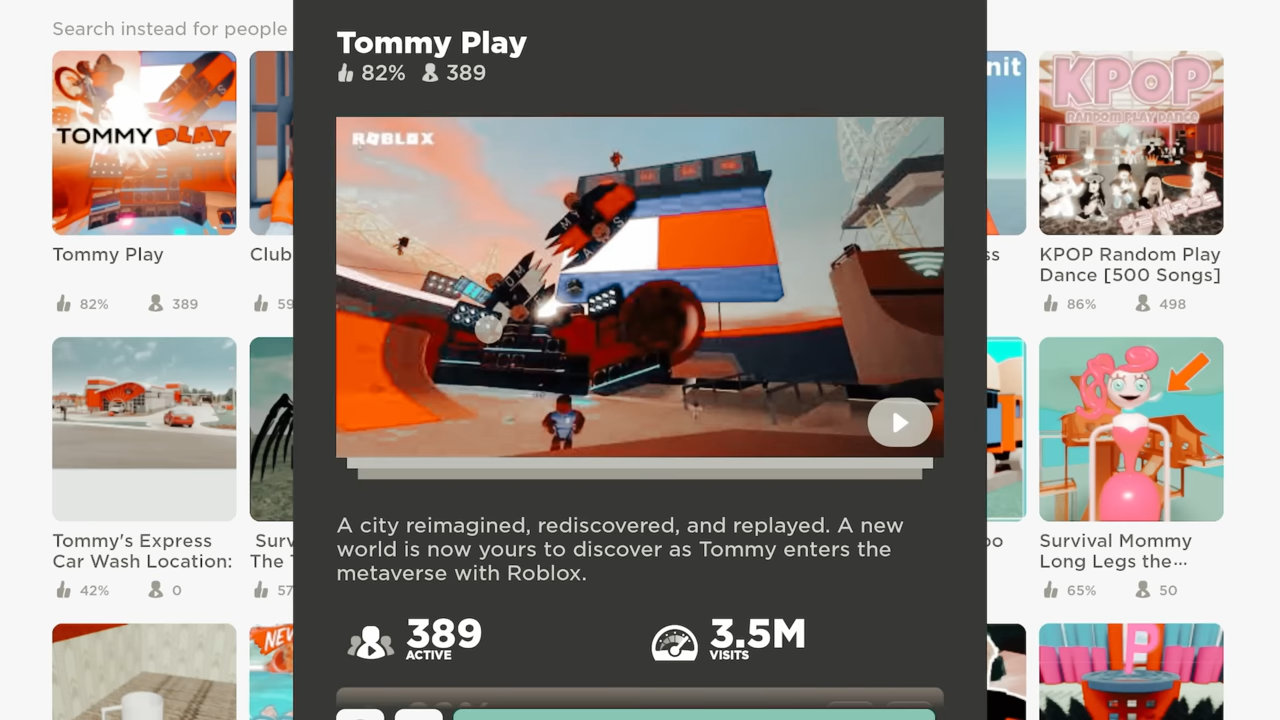 Search instead for people
Tommy Play
82% 389
ROBLOX
TOMMY PLAY
Tommy Play
82% 389
Club
59
nit
ss
KPOP
RANDOM PLAY DANCE
KPOP Random Play
Dance [500 Songs]
86% 498
Tommy's Express
Car Wash Location:
42% 0
Surv
The T
57
oo
Survival Mommy
Long Legs the...
65% 50
A city reimagined, rediscovered, and replayed. A new
world is now yours to discover as Tommy enters the
metaverse with Roblox.
389
ACTIVE
3.5M
VISITS
NEW
P